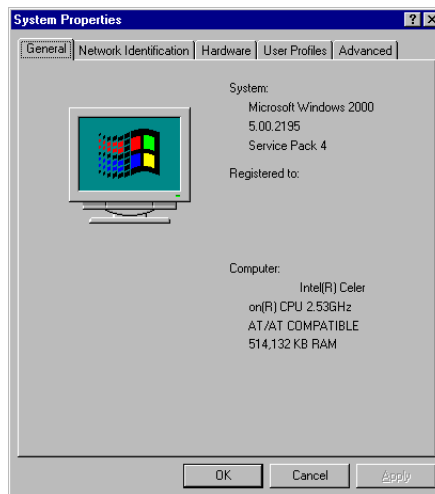 System Properties
General Network Identification Hardware User Profiles Advanced
System:
Microsoft Windows 2000
5.00.2195
Service Pack 4
Registered to:
Computer:
Intel(R) Celer
on(R) CPU 2.53GHz
AT/AT COMPATIBLE
514,132 KB RAM
OK Cancel Apply